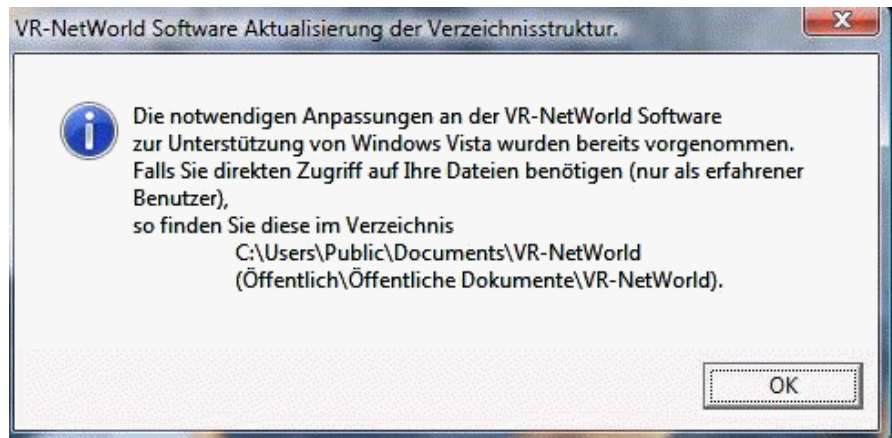 VR-NetWorld Software Aktualisierung der Verzeichnisstruktur.
Die notwendigen Anpassungen an der VR-NetWorld Software
zur Unterstützung von Windows Vista wurden bereits vorgenommen.
Falls Sie direkten Zugriff auf Ihre Dateien benötigen (nur als erfahrener
Benutzer),
so finden Sie diese im Verzeichnis
C:\Users\Public\Documents\VR-NetWorld
(Öffentlich\Öffentliche Dokumente\VR-NetWorld).
OK